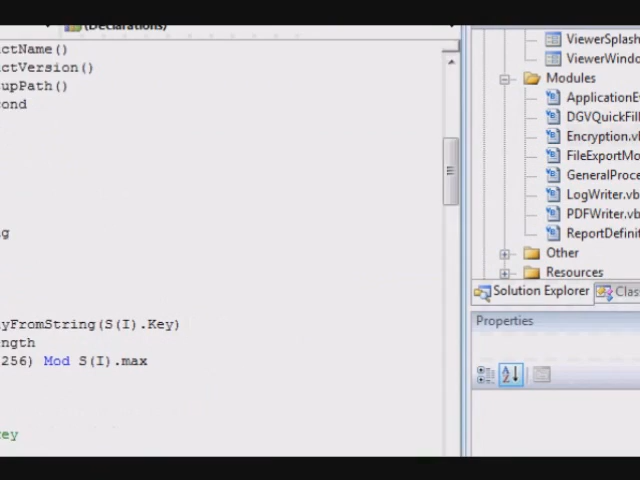 (Declarations)
ctName()
ctVersion()
upPath()
ond
g
yFromString(S(I).Key)
ngth
256) Mod S(I).max
key
ViewerSplash
ViewerWindo
Modules
ApplicationE
DGVQuickFil
Encryption.vb
FileExportMo
GeneralProce
LogWriter.vb
PDFWriter.vb
ReportDefinit
Other
Resources
Solution Explorer
Clas
Properties